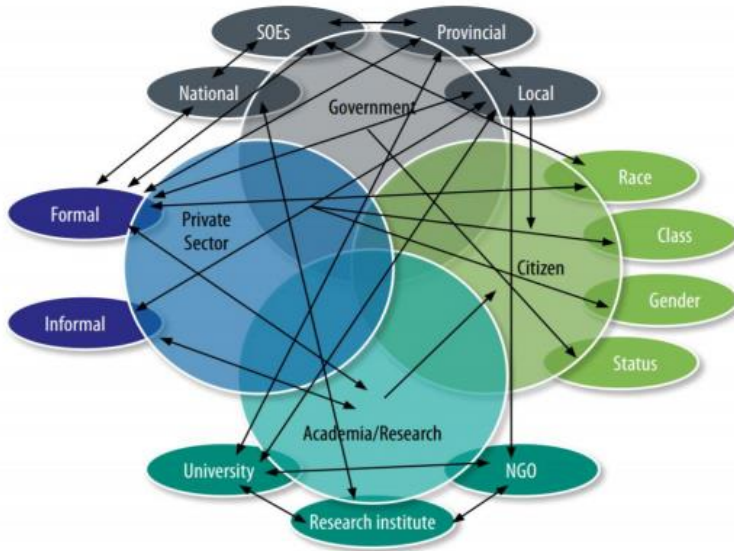 SOEs
Provincial
National
Local
Government
Race
Formal
Private
Sector
Class
Citizen
Gender
Informal
Status
Academia/Research
University
NGO
Research institute